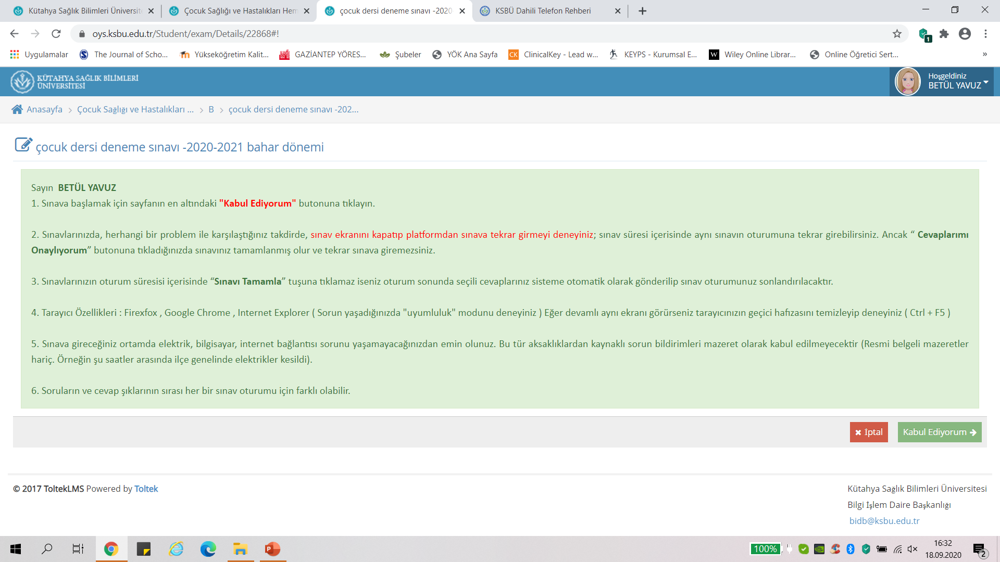 Kütahya Sağlık Bilimleri Üniversite
Çocuk Sağlığı ve Hastalıkları Hem
çocuk dersi deneme sınavı -2020
KSBÜ Dahili Telefon Rehberi
oys.ksbu.edu.tr/Student/exam/Details/22868#!
1
Uygulamalar
The Journal of Scho...
Yükseköğretim Kalit...
GAZİANTEP YÖRES...
Şubeler
YÖK Ana Sayfa
CK
ClinicalKey - Lead w...
KEYPS - Kurumsal E...
W
Wiley Online Librar...
Online Öğretici Sert...
»
KÜTAHYA SAĞLIK BİLİMLERİ
ÜNİVERSİTESİ
Hoşgeldiniz
BETÜL YAVUZ
Anasayfa > Çocuk Sağlığı ve Hastalıkları ... > B > çocuk dersi deneme sınavı -202...
çocuk dersi deneme sınavı -2020-2021 bahar dönemi
Sayın BETÜL YAVUZ
1. Sınava başlamak için sayfanın en altındaki "Kabul Ediyorum" butonuna tıklayın.
2. Sınavlarınızda, herhangi bir problem ile karşılaştığınız takdirde, sınav ekranını kapatıp platformdan sınava tekrar girmeyi deneyiniz; sınav süresi içerisinde aynı sınavın oturumuna tekrar girebilirsiniz. Ancak “ Cevaplarımı
Onaylıyorum” butonuna tıkladığınızda sınavınız tamamlanmış olur ve tekrar sınava giremezsiniz.
3. Sınavlarınızın oturum süresisi içerisinde “Sınavı Tamamla” tuşuna tıklamaz iseniz oturum sonunda seçili cevaplarınız sisteme otomatik olarak gönderilip sınav oturumunuz sonlandırılacaktır.
4. Tarayıcı Özellikleri : Firexfox , Google Chrome , Internet Explorer ( Sorun yaşadığınızda "uyumluluk" modunu deneyiniz ) Eğer devamlı aynı ekranı görürseniz tarayıcınızın geçici hafızasını temizleyip deneyiniz ( Ctrl + F5 )
5. Sınava gireceğiniz ortamda elektrik, bilgisayar, internet bağlantısı sorunu yaşamayacağınızdan emin olunuz. Bu tür aksaklıklardan kaynaklı sorun bildirimleri mazeret olarak kabul edilmeyecektir (Resmi belgeli mazeretler
hariç. Örneğin şu saatler arasında ilçe genelinde elektrikler kesildi).
6. Soruların ve cevap şıklarının sırası her bir sınav oturumu için farklı olabilir.
İptal
Kabul Ediyorum
© 2017 ToltekLMS Powered by Toltek
Kütahya Sağlık Bilimleri Üniversitesi
Bilgi İşlem Daire Başkanlığı
bidb@ksbu.edu.tr
100%
16:32
18.09.2020
2